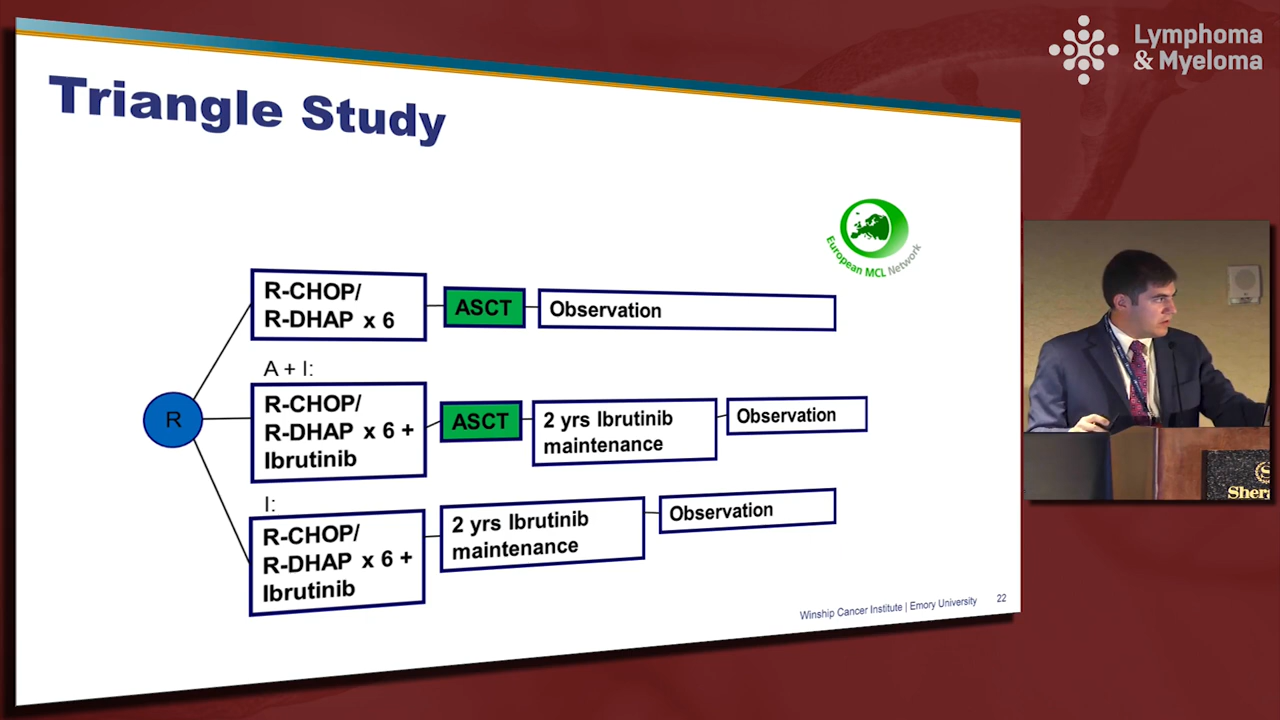 Lymphoma
& Myeloma
Triangle Study
European MCL Network
R-CHOP/
R-DHAP x 6
ASCT
Observation
A + I:
R
R-CHOP/
R-DHAP x 6 +
Ibrutinib
ASCT
2 yrs Ibrutinib
maintenance
Observation
I:
R-CHOP/
R-DHAP x 6 +
Ibrutinib
2 yrs Ibrutinib
maintenance
Observation
Winship Cancer Institute | Emory University 22
Shera